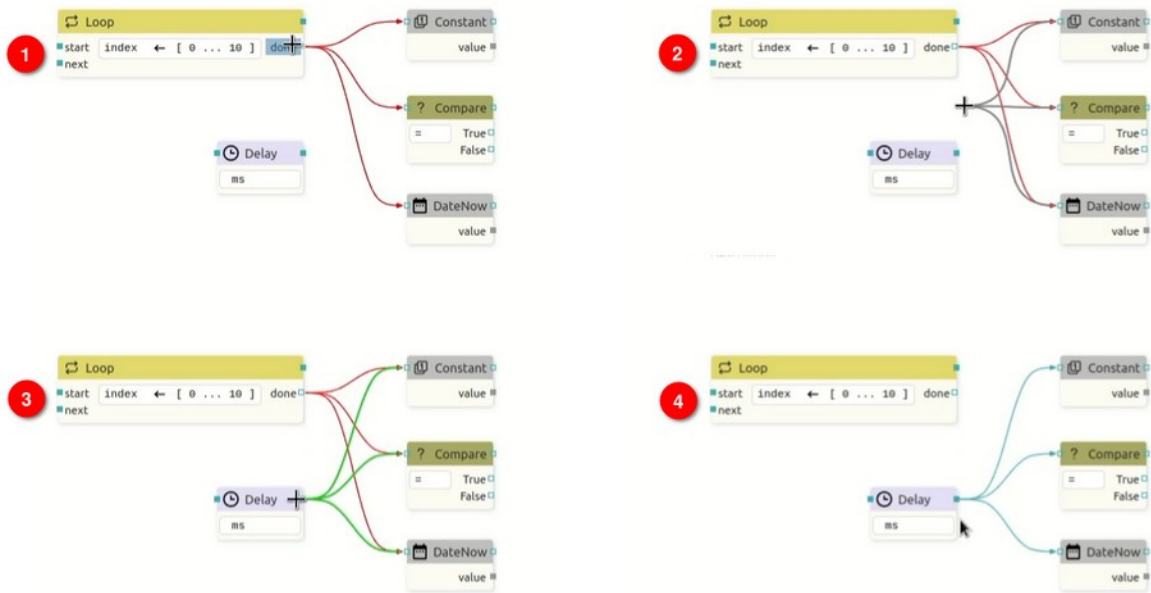 1
Loop
start index ← [ 0 ... 10 ] done
next
Constant
value
? Compare
= True
False
Delay
ms
DateNow
value
2
Loop
start index ← [ 0 ... 10 ] done
next
Constant
value
? Compare
= True
False
Delay
ms
DateNow
value
3
Loop
start index ← [ 0 ... 10 ] done
next
Constant
value
? Compare
= True
False
Delay
ms
DateNow
value
4
Loop
start index ← [ 0 ... 10 ] done
next
Constant
value
? Compare
= True
False
Delay
ms
DateNow
value